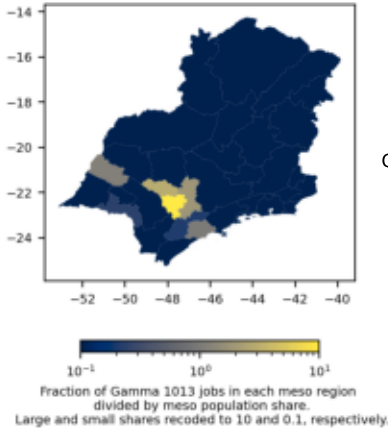 −14
−16
−18
−20
−22
−24
−52 −50 −48 −46 −44 −42 −40
10⁻¹ 10⁰ 10¹
Fraction of Gamma 1013 jobs in each meso region
divided by meso population share.
Large and small shares recoded to 10 and 0.1, respectively.